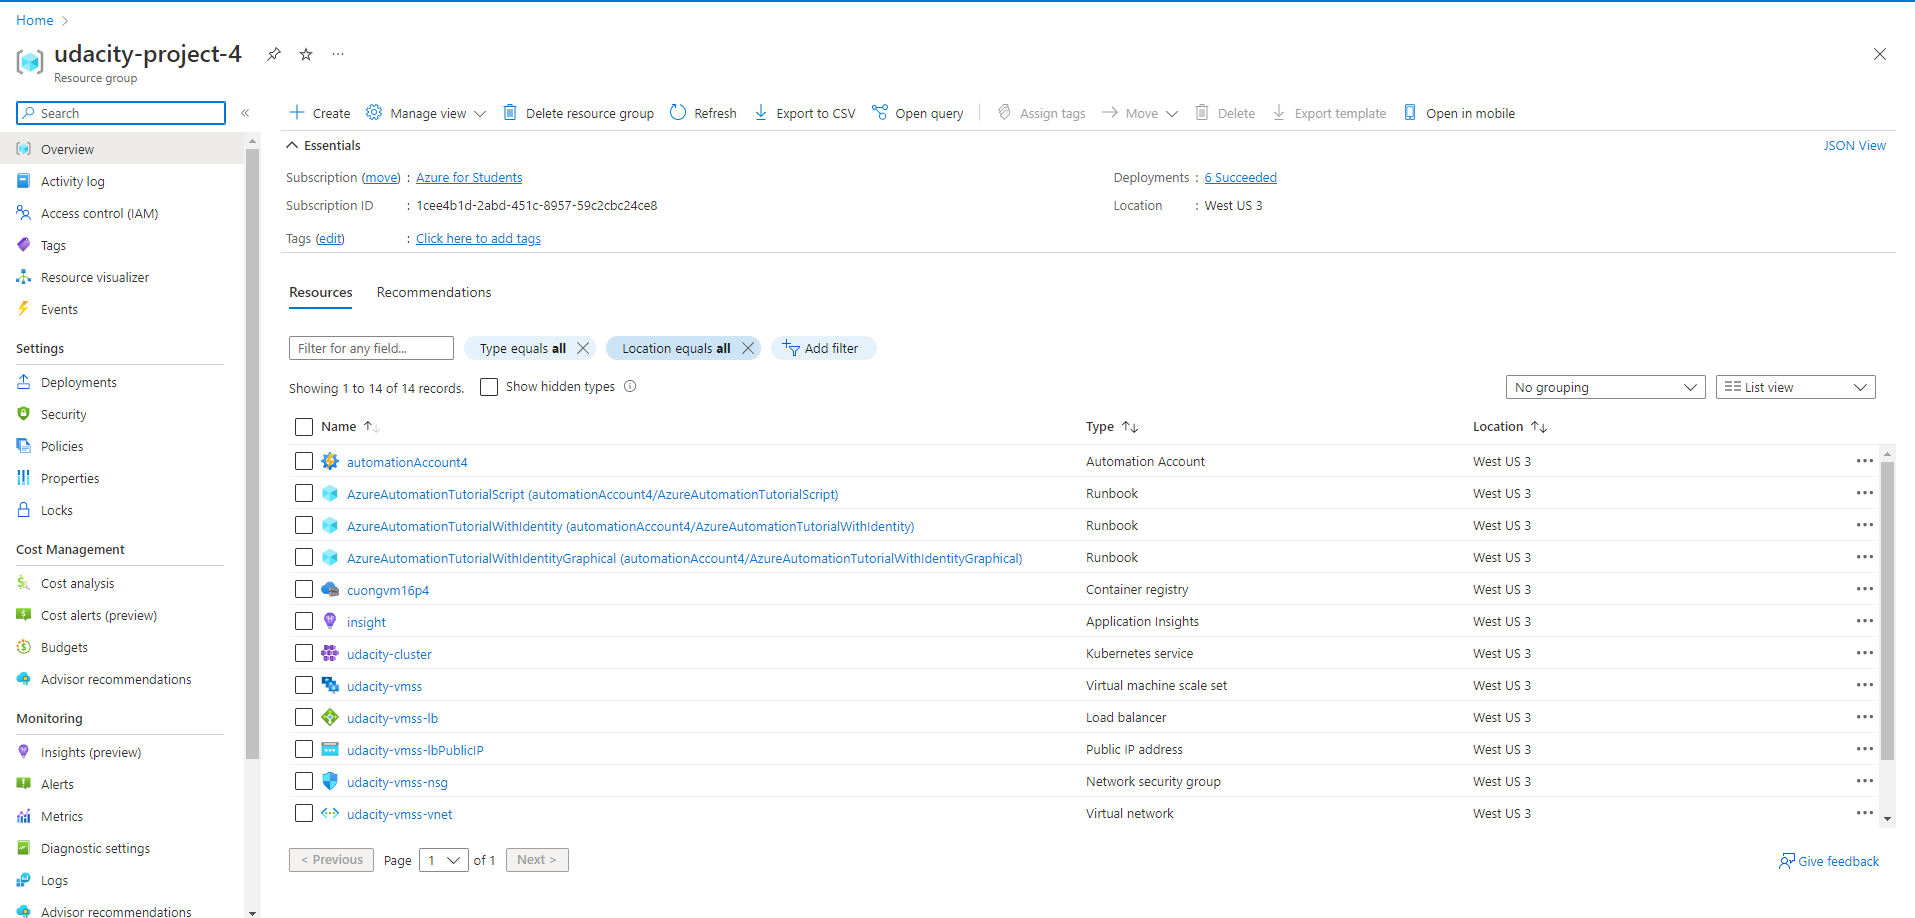 Home
udacity-project-4
Resource group
Search
Create Manage view Delete resource group Refresh Export to CSV Open query Assign tags Move Delete Export template Open in mobile
Overview
Activity log
Access control (IAM)
Tags
Resource visualizer
Events
Settings
Deployments
Security
Policies
Properties
Locks
Cost Management
Cost analysis
Cost alerts (preview)
Budgets
Advisor recommendations
Monitoring
Insights (preview)
Alerts
Metrics
Diagnostic settings
Logs
Advisor recommendations
Essentials
JSON View
Subscription (move) : Azure for Students
Deployments : 6 Succeeded
Subscription ID : 1cee4b1d-2abd-451c-8957-59c2cbc24ce8
Location : West US 3
Tags (edit) : Click here to add tags
Resources Recommendations
Filter for any field... Type equals all Location equals all Add filter
Showing 1 to 14 of 14 records. Show hidden types
No grouping List view
Name Type Location
automationAccount4 Automation Account West US 3
AzureAutomationTutorialScript (automationAccount4/AzureAutomationTutorialScript) Runbook West US 3
AzureAutomationTutorialWithIdentity (automationAccount4/AzureAutomationTutorialWithIdentity) Runbook West US 3
AzureAutomationTutorialWithIdentityGraphical (automationAccount4/AzureAutomationTutorialWithIdentityGraphical) Runbook West US 3
cuongvm16p4 Container registry West US 3
insight Application Insights West US 3
udacity-cluster Kubernetes service West US 3
udacity-vmss Virtual machine scale set West US 3
udacity-vmss-lb Load balancer West US 3
udacity-vmss-lbPublicIP Public IP address West US 3
udacity-vmss-nsg Network security group West US 3
udacity-vmss-vnet Virtual network West US 3
< Previous Page 1 of 1 Next >
Give feedback